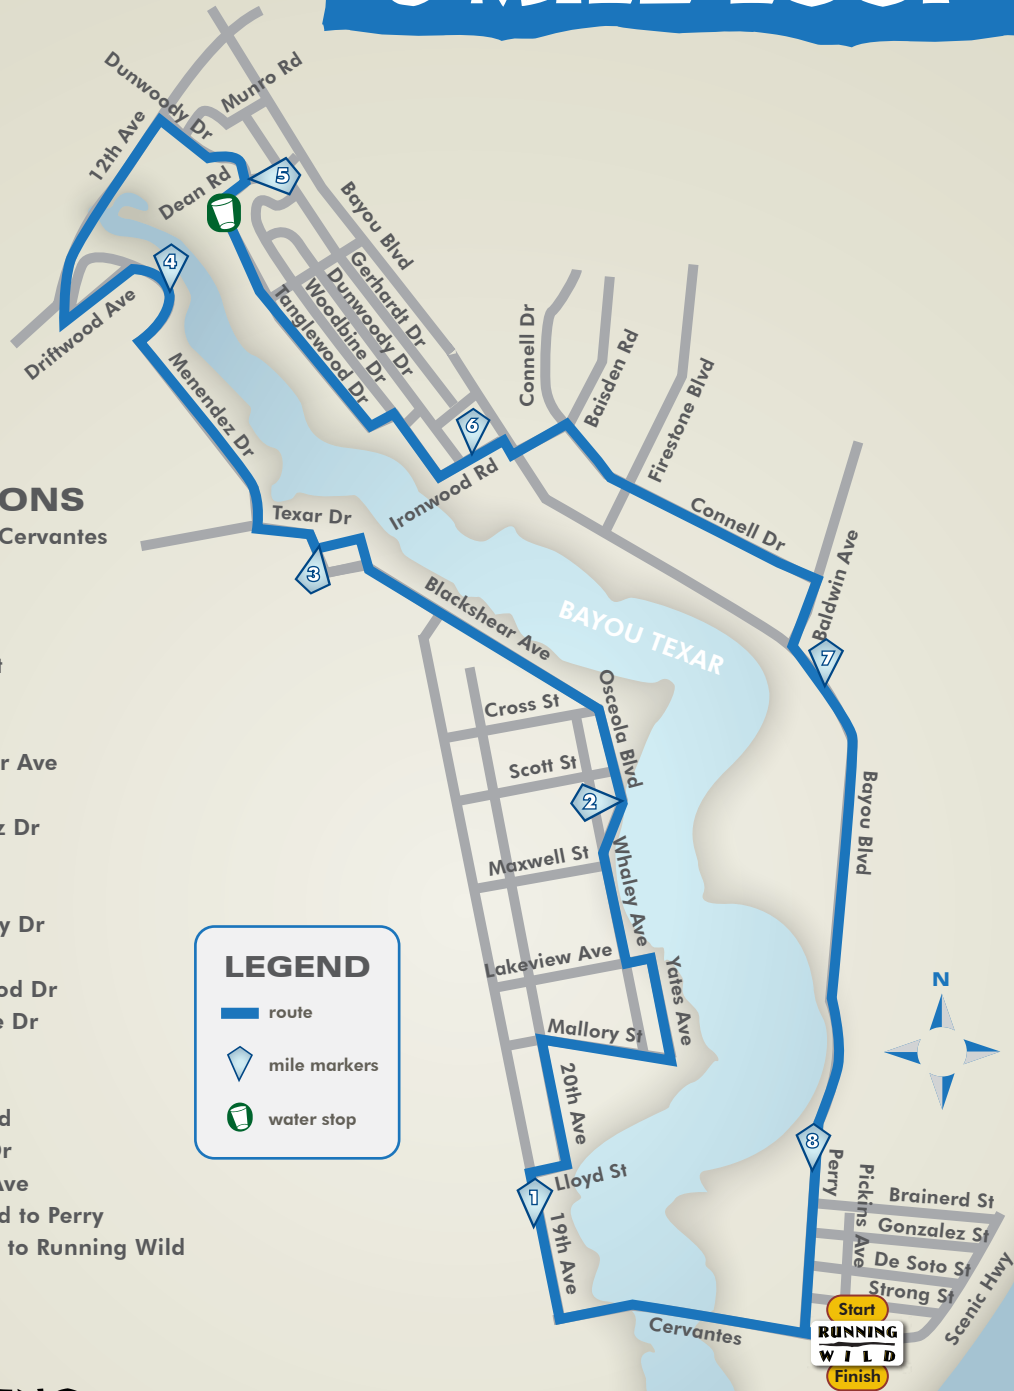 Munro Rd
Dunwoody Dr
12th Ave
Dean Rd
5
Bayou Blvd
4
Gerhardt Dr
Dunwoody Dr
Woodbine Dr
Tanglewood Dr
Driftwood Ave
Connell Dr
Baisden Rd
Firestone Blvd
Menendez Dr
6
Ironwood Rd
ONS
Cervantes
Texar Dr
Connell Dr
3
Baldwin Ave
Blackshear Ave
BAYOU TEXAR
7
Osceola Blvd
Cross St
r Ave
Scott St
2
Bayou Blvd
z Dr
Maxwell St
Whaley Ave
y Dr
LEGEND
route
mile markers
water stop
Lakeview Ave
Yates Ave
N
od Dr
e Dr
Mallory St
20th Ave
d
Dr
Ave
d to Perry
to Running Wild
8
Lloyd St
1
19th Ave
Perry
Pickins Ave
Brainerd St
Gonzalez St
De Soto St
Strong St
Scenic Hwy
Cervantes
Start
RUNNING
WILD
Finish